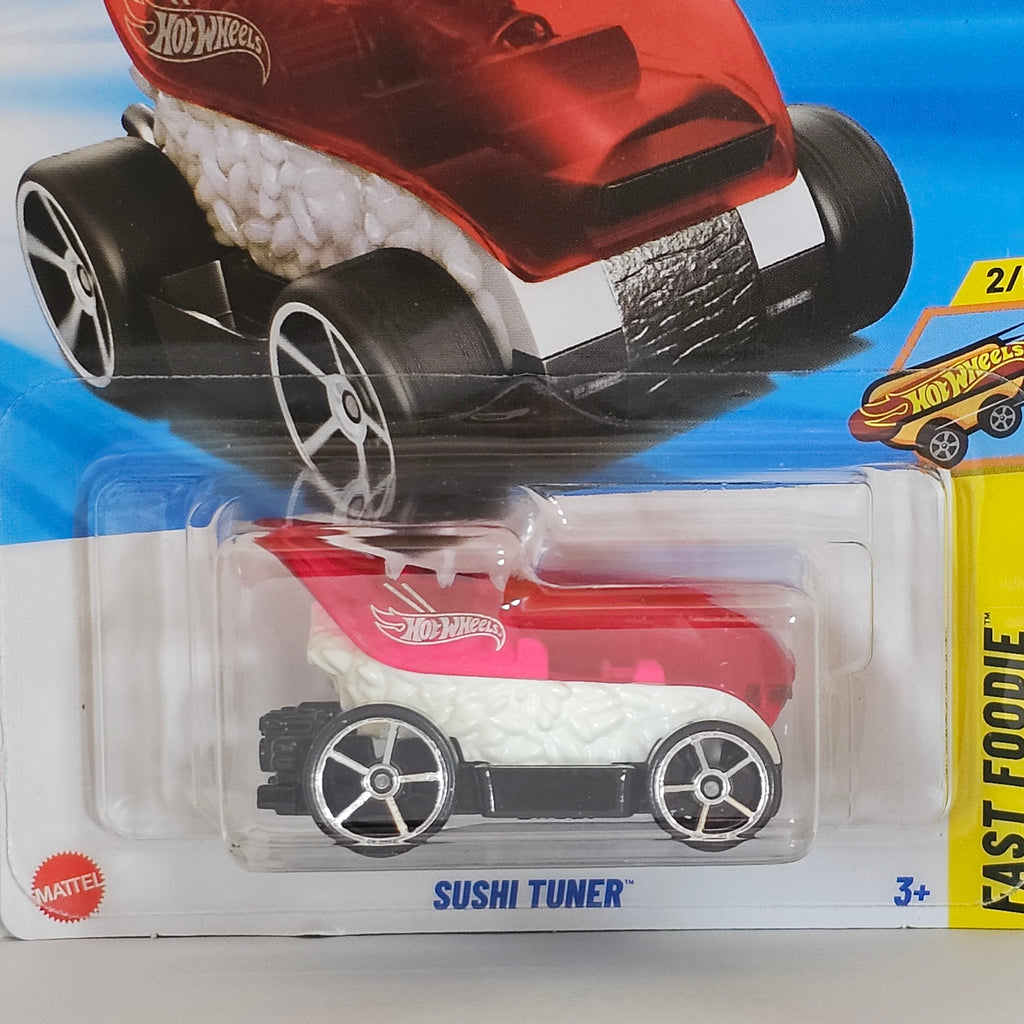 HOT WHEELS
2/
HOT WHEELS
HOT WHEELS
FAST FOODIE™
MATTEL
SUSHI TUNER™
3+